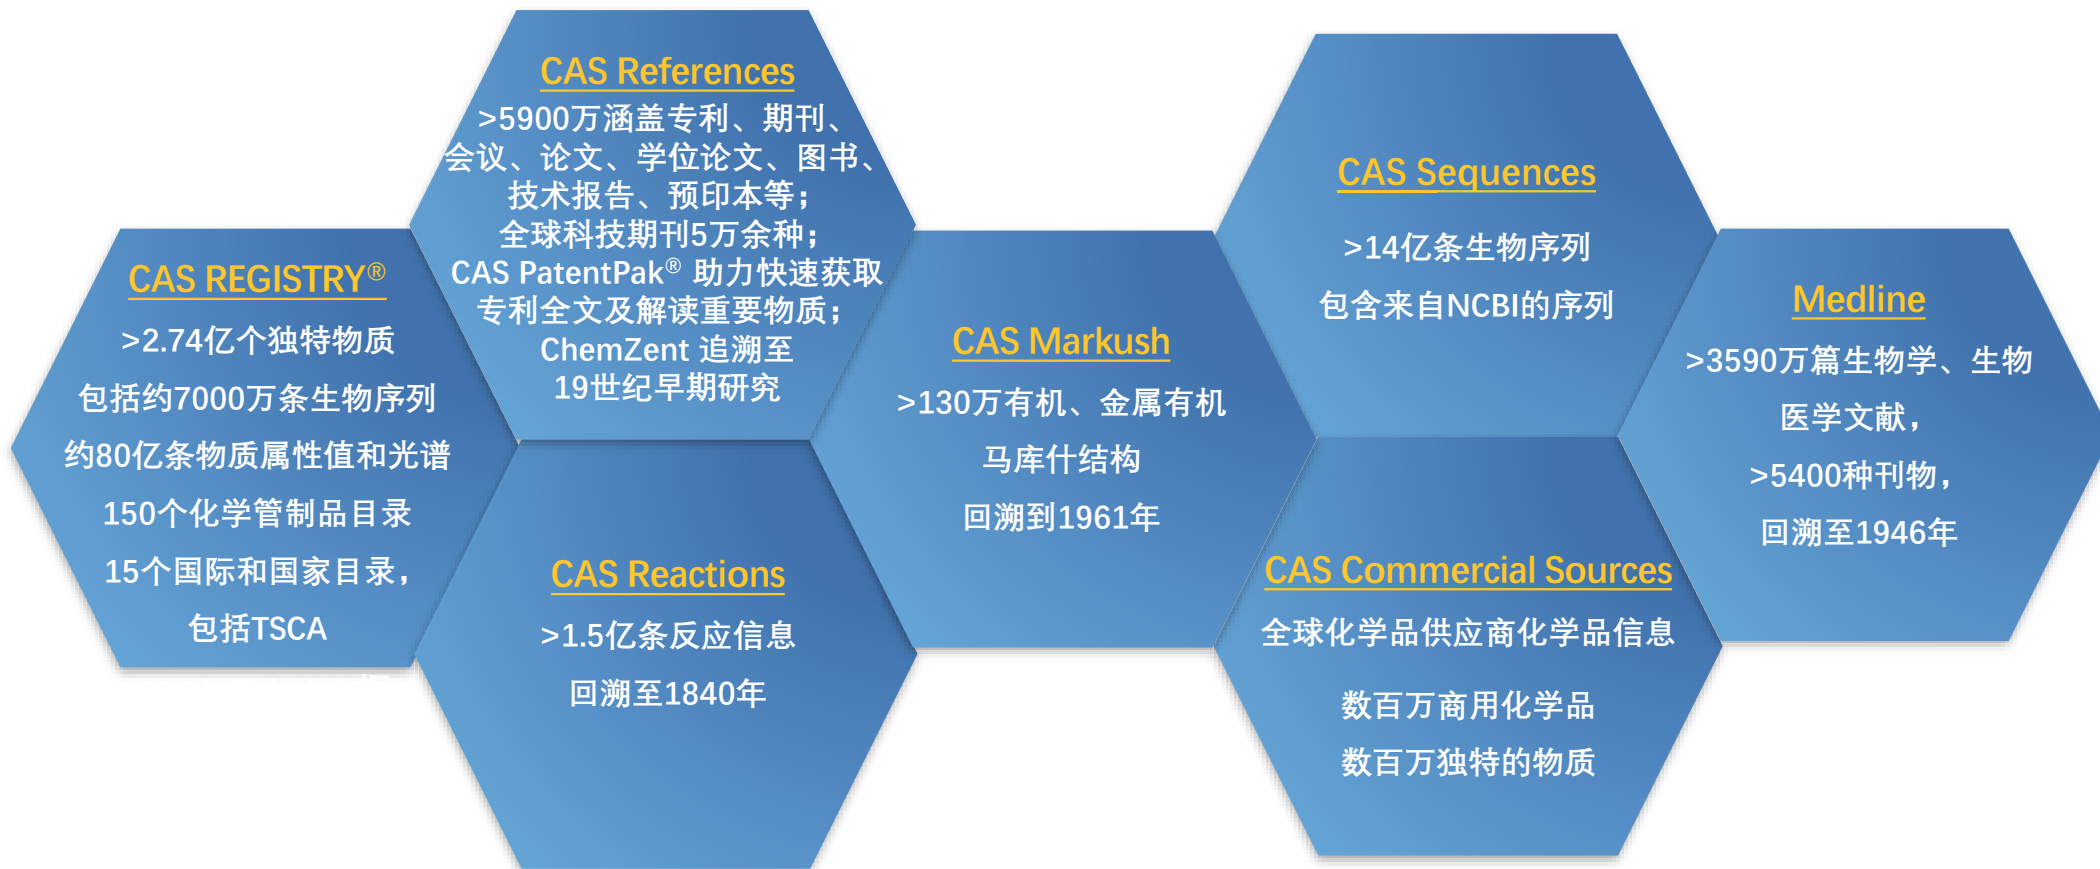 CAS REGISTRY®
>2.74亿个独特物质
包括约7000万条生物序列
约80亿条物质属性值和光谱
150个化学管制品目录
15个国际和国家目录，
包括TSCA
CAS References
>5900万涵盖专利、期刊、
会议、论文、学位论文、图书、
技术报告、预印本等；
全球科技期刊5万余种；
CAS PatentPak® 助力快速获取
专利全文及解读重要物质；
ChemZent 追溯至
19世纪早期研究
CAS Reactions
>1.5亿条反应信息
回溯至1840年
CAS Markush
>130万有机、金属有机
马库什结构
回溯到1961年
CAS Sequences
>14亿条生物序列
包含来自NCBI的序列
CAS Commercial Sources
全球化学品供应商化学品信息
数百万商用化学品
数百万独特的物质
Medline
>3590万篇生物学、生物
医学文献，
>5400种刊物，
回溯至1946年